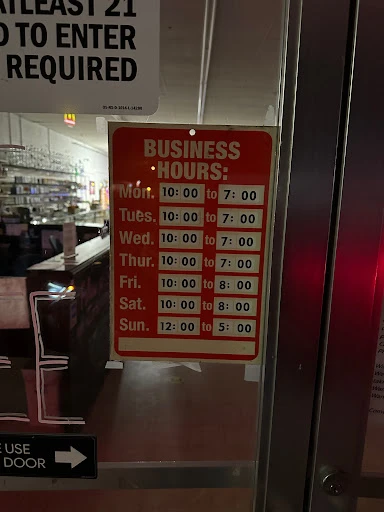 ATLEAST 21
O TO ENTER
REQUIRED
BUSINESS
HOURS:
Mon. 10:00 to 7:00
Tues. 10:00 to 7:00
Wed. 10:00 to 7:00
Thur. 10:00 to 7:00
Fri. 10:00 to 8:00
Sat. 10:00 to 8:00
Sun. 12:00 to 5:00
USE
DOOR